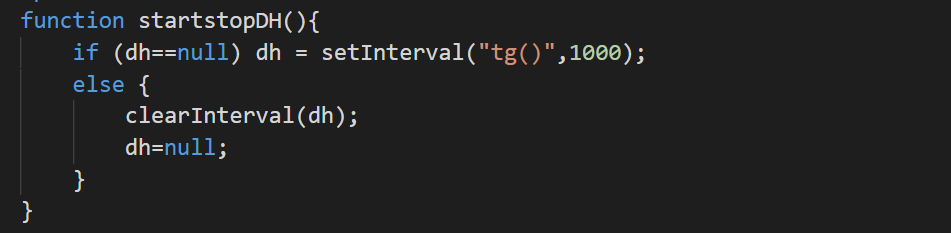 function startstopDH(){
    if (dh==null) dh = setInterval("tg()",1000);
    else {
        clearInterval(dh);
        dh=null;
    }
}